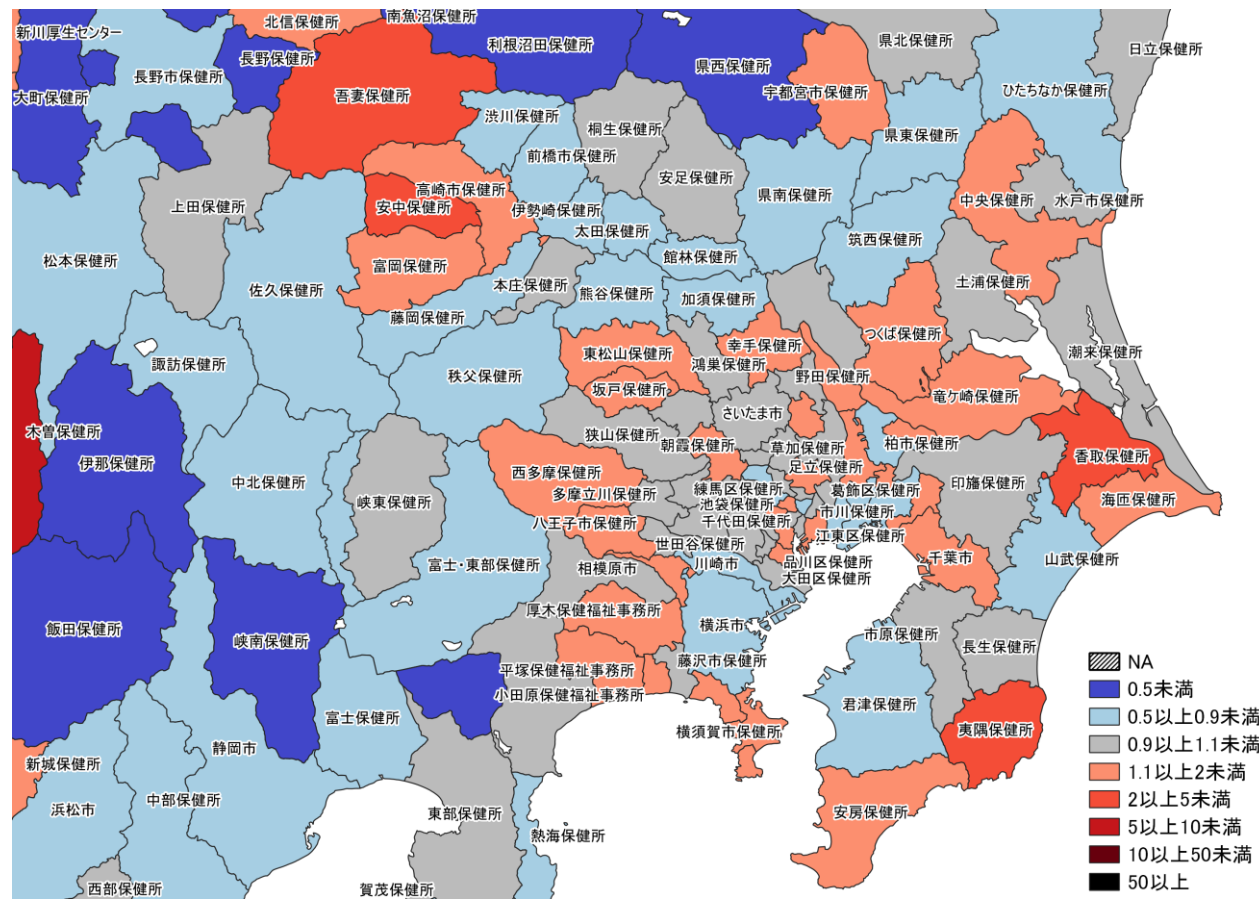 新川厚生センター
北信保健所
南魚沼保健所
利根沼田保健所
県北保健所
日立保健所
長野保健所
長野市保健所
大町保健所
吾妻保健所
県西保健所
宇都宮市保健所
ひたちなか保健所
渋川保健所
桐生保健所
県東保健所
前橋市保健所
安足保健所
県南保健所
高崎市保健所
安中保健所
伊勢崎保健所
太田保健所
中央保健所
水戸市保健所
上田保健所
松本保健所
佐久保健所
富岡保健所
館林保健所
筑西保健所
本庄保健所
熊谷保健所
加須保健所
土浦保健所
藤岡保健所
つくば保健所
潮来保健所
諏訪保健所
秩父保健所
東松山保健所
幸手保健所
鴻巣保健所
野田保健所
坂戸保健所
竜ケ崎保健所
さいたま市
木曽保健所
狭山保健所
朝霞保健所
草加保健所
柏市保健所
伊那保健所
中北保健所
西多摩保健所
足立保健所
香取保健所
峡東保健所
多摩立川保健所
練馬区保健所
葛飾区保健所
印旛保健所
海匝保健所
池袋保健所
市川保健所
八王子市保健所
千代田保健所
江東区保健所
世田谷保健所
千葉市
山武保健所
富士・東部保健所
相模原市
川崎市
品川区保健所
大田区保健所
厚木保健福祉事務所
飯田保健所
峡南保健所
横浜市
市原保健所
長生保健所
藤沢市保健所
平塚保健福祉事務所
小田原保健福祉事務所
君津保健所
富士保健所
静岡市
横須賀市保健所
夷隅保健所
新城保健所
浜松市
中部保健所
東部保健所
安房保健所
熱海保健所
西部保健所
賀茂保健所
NA
0.5未満
0.5以上0.9未満
0.9以上1.1未満
1.1以上2未満
2以上5未満
5以上10未満
10以上50未満
50以上